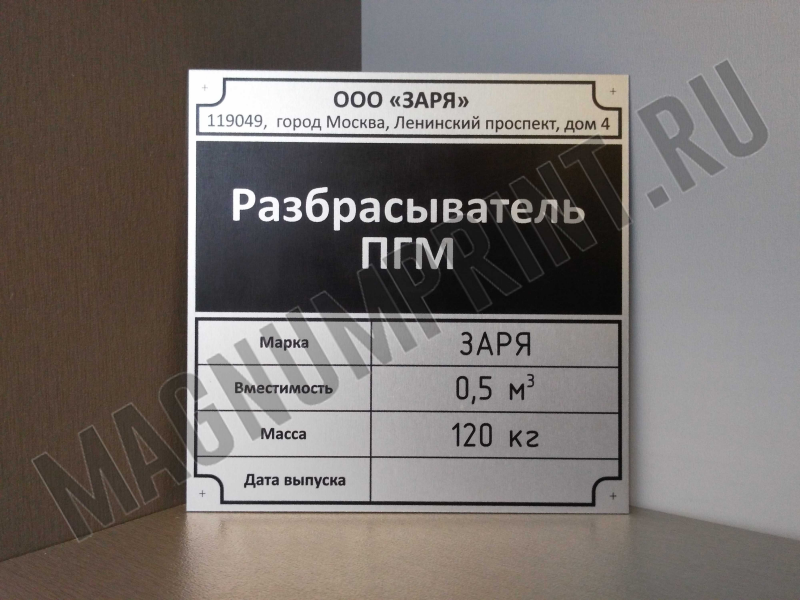 ООО «ЗАРЯ»
119049, город Москва, Ленинский проспект, дом 4
Разбрасыватель
ПГМ
Марка ЗАРЯ
Вместимость 0,5 м³
Масса 120 кг
Дата выпуска
MAGNUMPRINT.RU